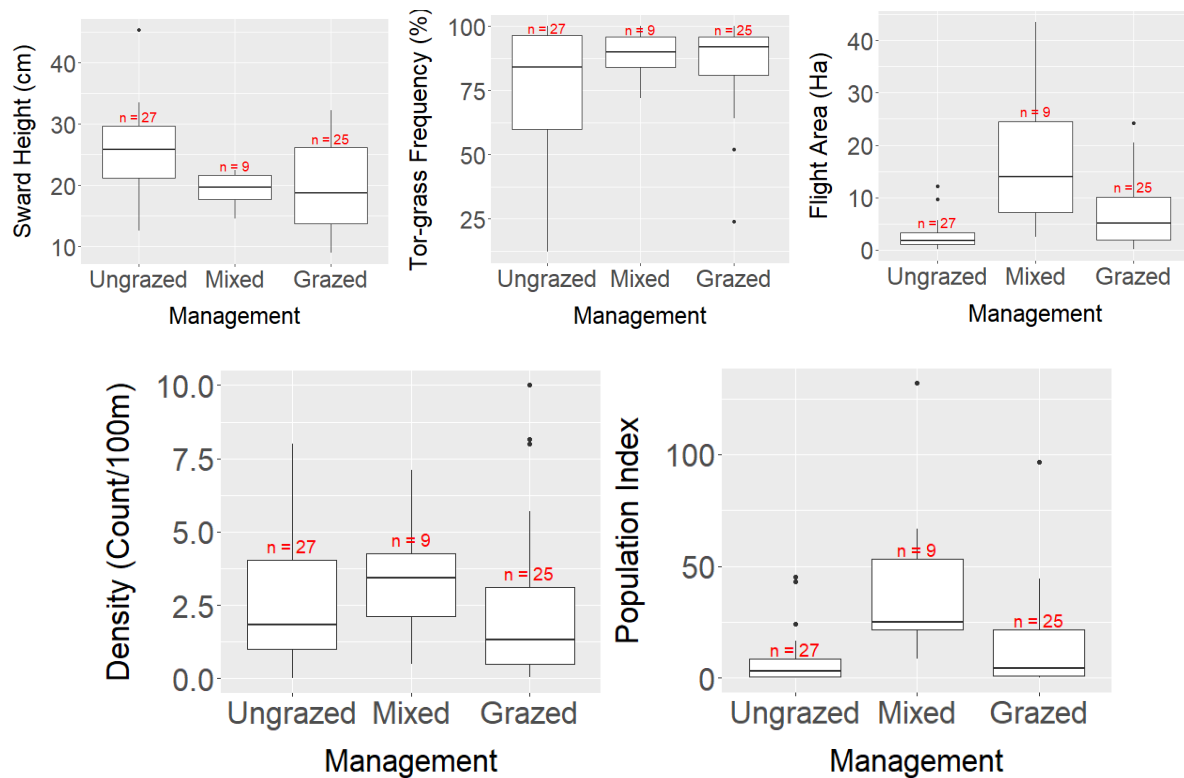 Sward Height (cm)
40
30
20
10
n = 27
n = 9
n = 25
Ungrazed Mixed Grazed
Management
Tor-grass Frequency (%)
100
75
50
25
n = 27
n = 9
n = 25
Ungrazed Mixed Grazed
Management
Flight Area (Ha)
40
30
20
10
0
n = 27
n = 9
n = 25
Ungrazed Mixed Grazed
Management
Density (Count/100m)
10.0
7.5
5.0
2.5
0.0
n = 27
n = 9
n = 25
Ungrazed Mixed Grazed
Management
Population Index
100
50
0
n = 27
n = 9
n = 25
Ungrazed Mixed Grazed
Management